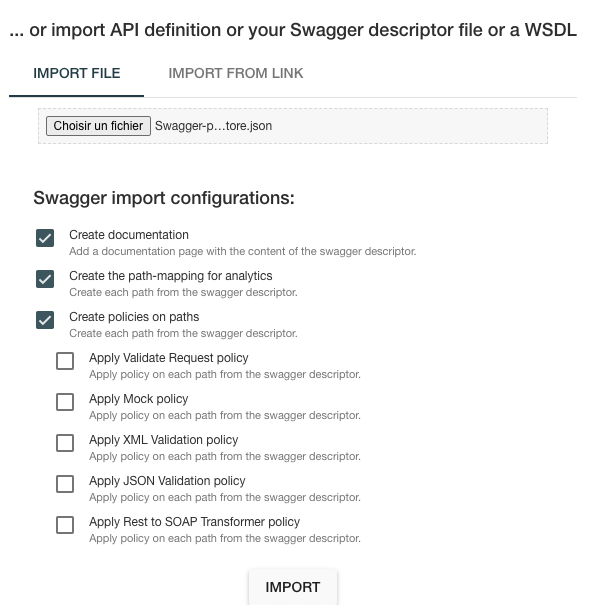 ... or import API definition or your Swagger descriptor file or a WSDL
IMPORT FILE IMPORT FROM LINK
Choisir un fichier Swagger-p...tore.json
Swagger import configurations:
Create documentation
Add a documentation page with the content of the swagger descriptor.
Create the path-mapping for analytics
Create each path from the swagger descriptor.
Create policies on paths
Create each path from the swagger descriptor.
Apply Validate Request policy
Apply policy on each path from the swagger descriptor.
Apply Mock policy
Apply policy on each path from the swagger descriptor.
Apply XML Validation policy
Apply policy on each path from the swagger descriptor.
Apply JSON Validation policy
Apply policy on each path from the swagger descriptor.
Apply Rest to SOAP Transformer policy
Apply policy on each path from the swagger descriptor.
IMPORT